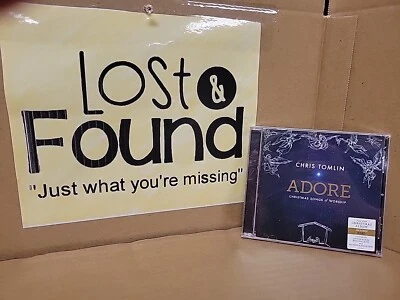 Lost &
Found
"Just what you're missing"
CHRIS TOMLIN
ADORE
CHRISTMAS SONGS of WORSHIP